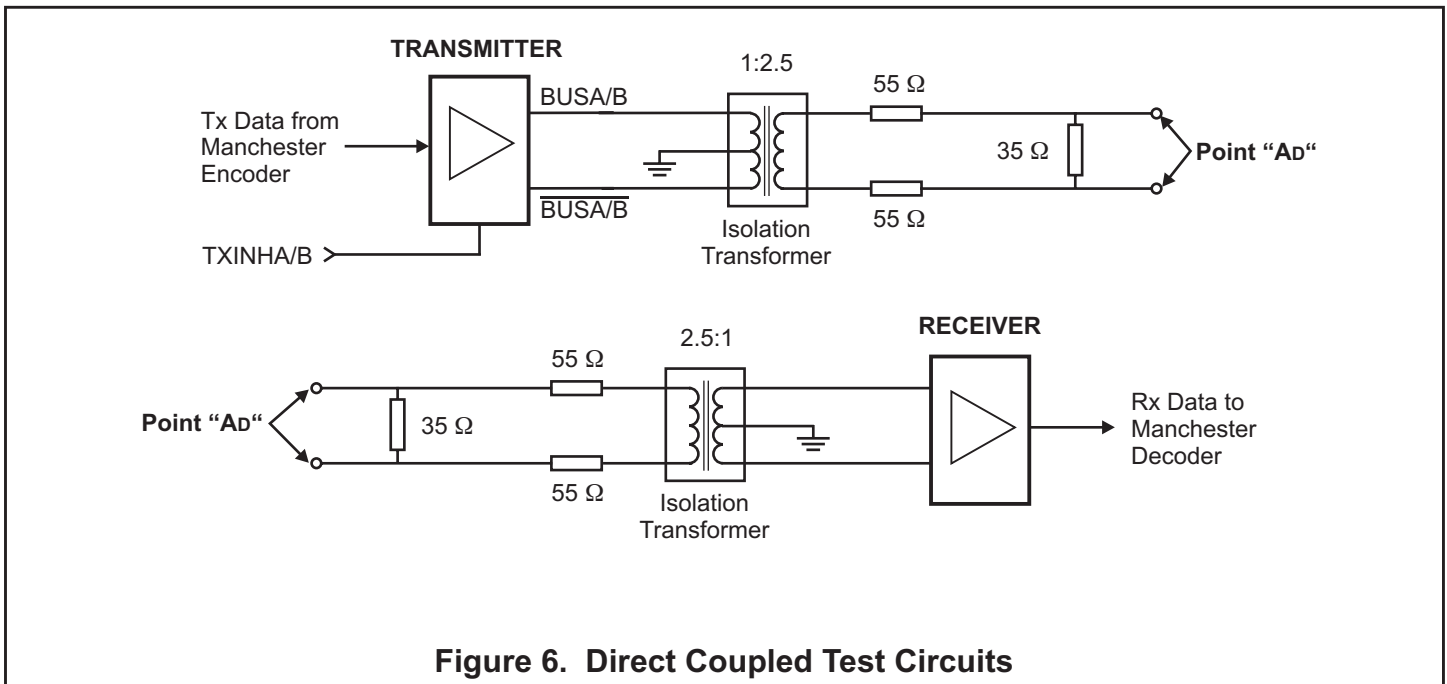 TRANSMITTER
1:2.5
55 Ω
BUSA/B
Tx Data from
Manchester
Encoder
35 Ω
Point “AD“
BUSA/B
55 Ω
Isolation
Transformer
TXINHA/B
RECEIVER
2.5:1
55 Ω
Point “AD“
35 Ω
Rx Data to
Manchester
Decoder
55 Ω
Isolation
Transformer
Figure 6. Direct Coupled Test Circuits